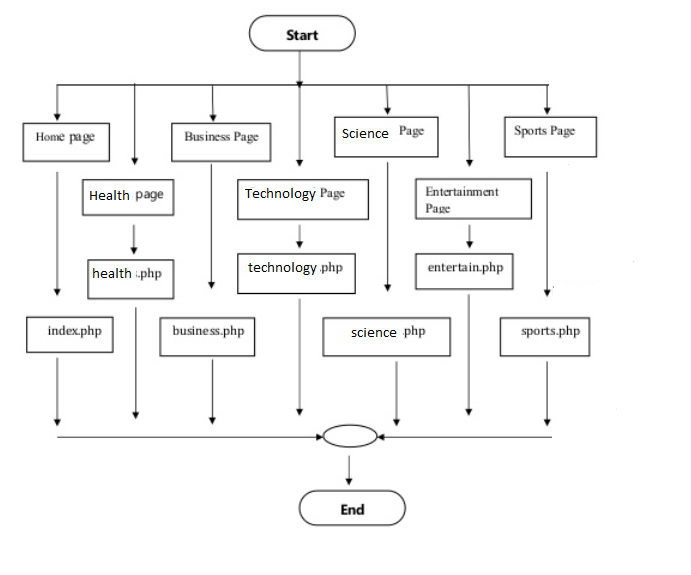 Start
Home page
Business Page
Science Page
Sports Page
Health page
Technology Page
Entertainment
Page
health .php
technology.php
entertain.php
index.php
business.php
science .php
sports.php
End